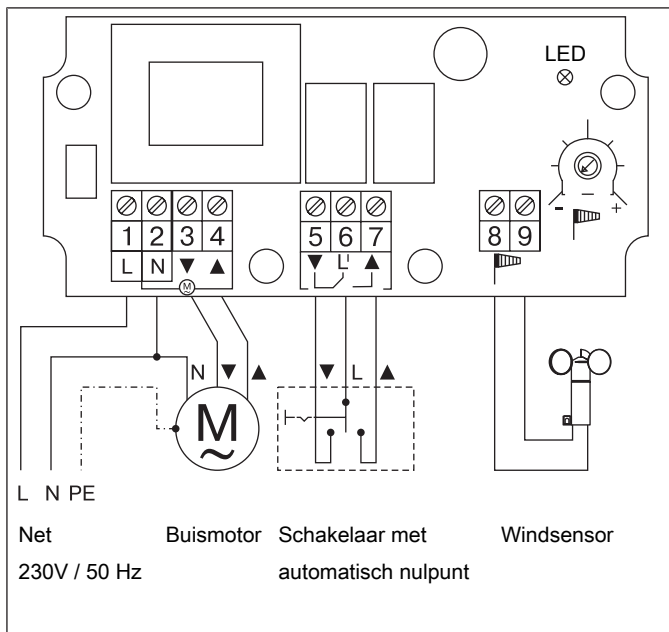 LED
- +
1 2 3 4 5 6 7 8 9
L N ▼ ▲ ▼ L' ▲
M
N ▼ ▲ ▼ L ▲
M
~
L N PE
Net Buismotor Schakelaar met Windsensor
230V / 50 Hz automatisch nulpunt